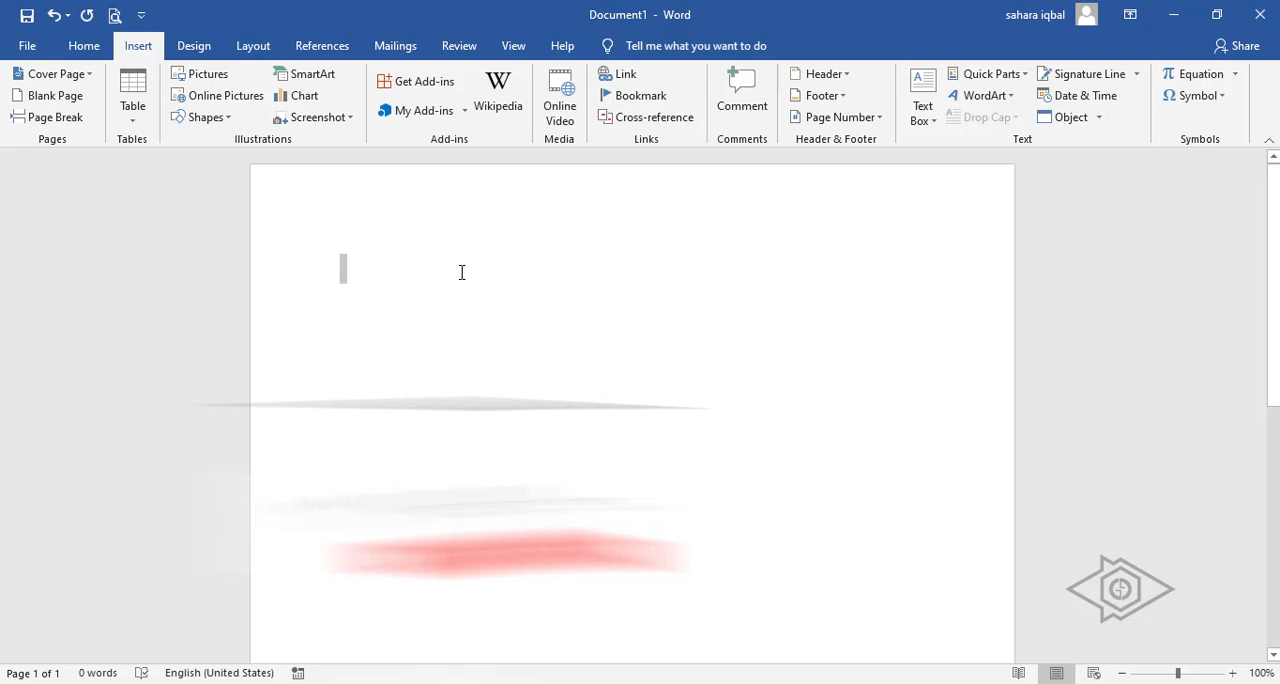 Document1 - Word
sahara iqbal
File Home Insert Design Layout References Mailings Review View Help Tell me what you want to do Share
Cover Page
Blank Page
Page Break
Pages
Table
Tables
Pictures
Online Pictures
Shapes
SmartArt
Chart
Screenshot
Illustrations
Get Add-ins
My Add-ins
W
Wikipedia
Add-ins
Online
Video
Media
Link
Bookmark
Cross-reference
Links
Comment
Comments
Header
Footer
Page Number
Header & Footer
Text
Box
Quick Parts
WordArt
Drop Cap
Signature Line
Date & Time
Object
Text
Equation
Symbol
Symbols
Page 1 of 1 0 words English (United States) 100%